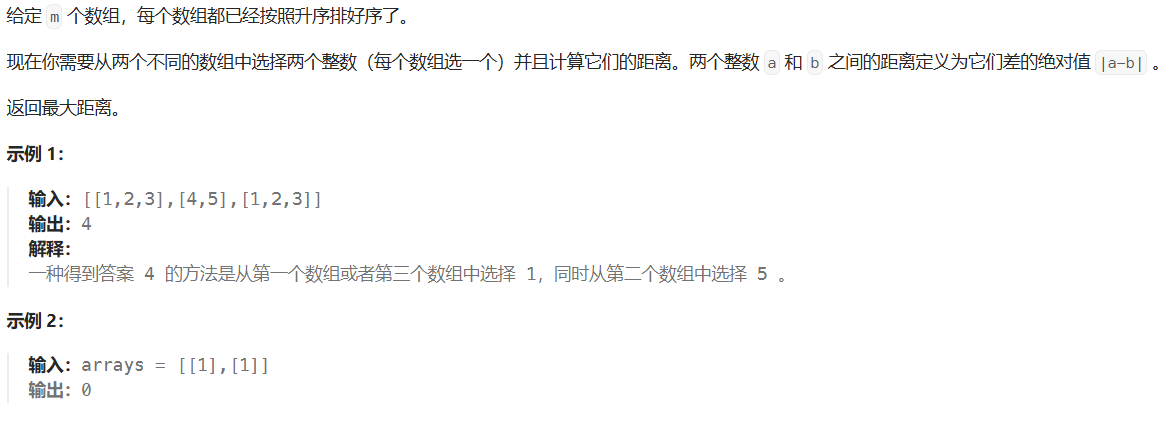 给定 m 个数组，每个数组都已经按照升序排好序了。
现在你需要从两个不同的数组中选择两个整数（每个数组选一个）并且计算它们的距离。两个整数 a 和 b 之间的距离定义为它们差的绝对值 |a-b| 。
返回最大距离。
示例 1：
输入：[[1,2,3],[4,5],[1,2,3]]
输出：4
解释：
一种得到答案 4 的方法是从第一个数组或者第三个数组中选择 1，同时从第二个数组中选择 5 。
示例 2：
输入：arrays = [[1],[1]]
输出：0